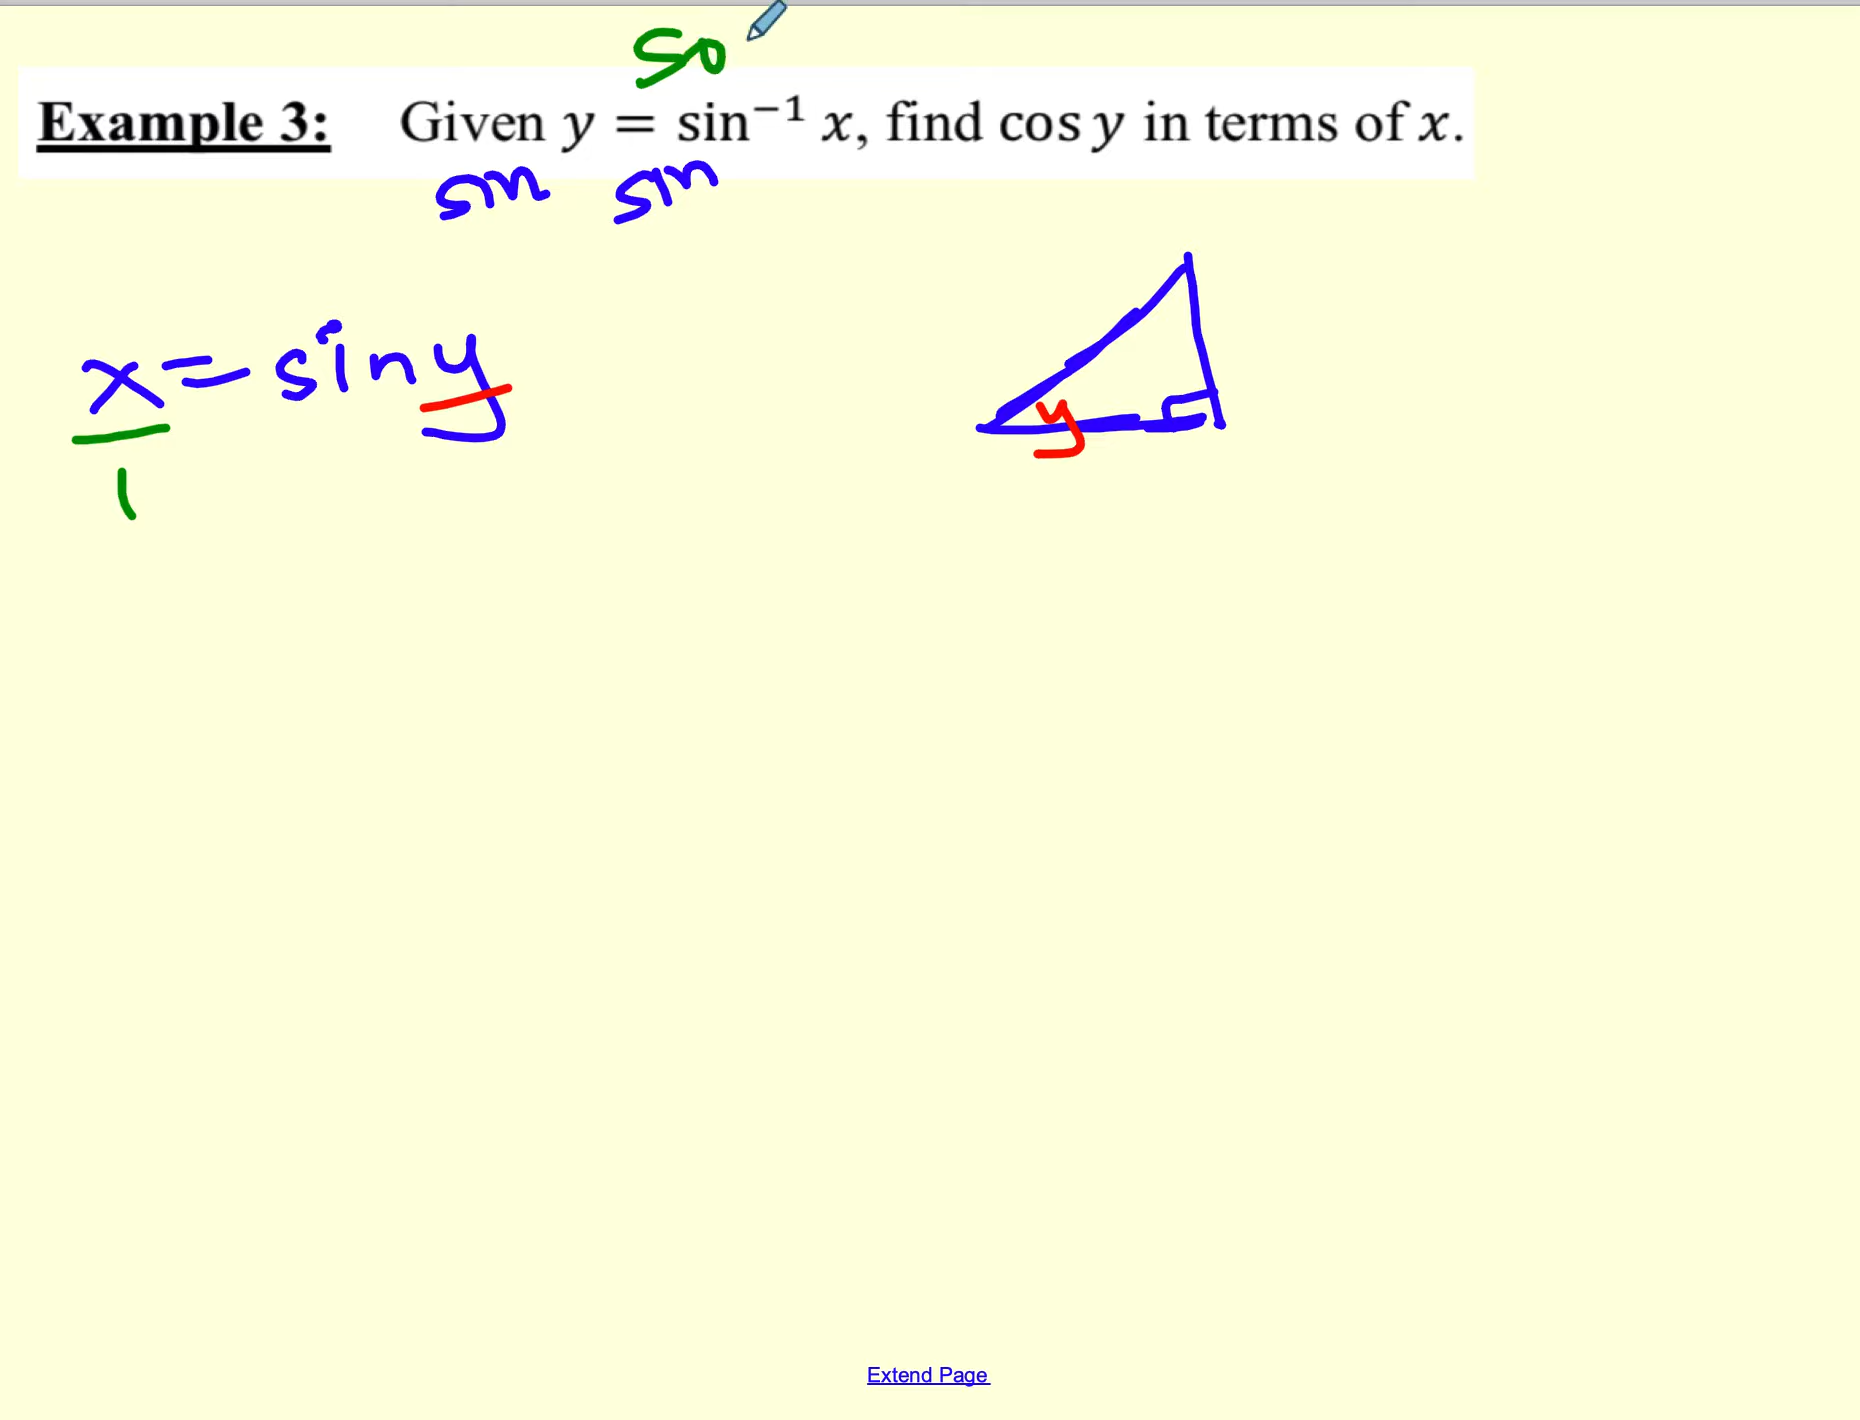 so
Example 3: Given y = sin⁻¹ x, find cos y in terms of x.
sin sin
x = sin y
1
y
Extend Page